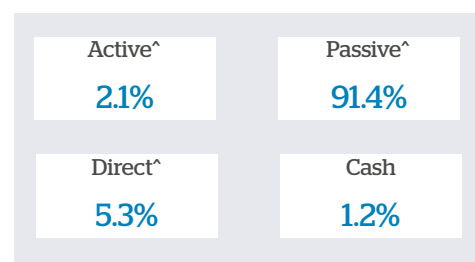 Active^ Passive^
2.1% 91.4%
Direct^ Cash
5.3% 1.2%